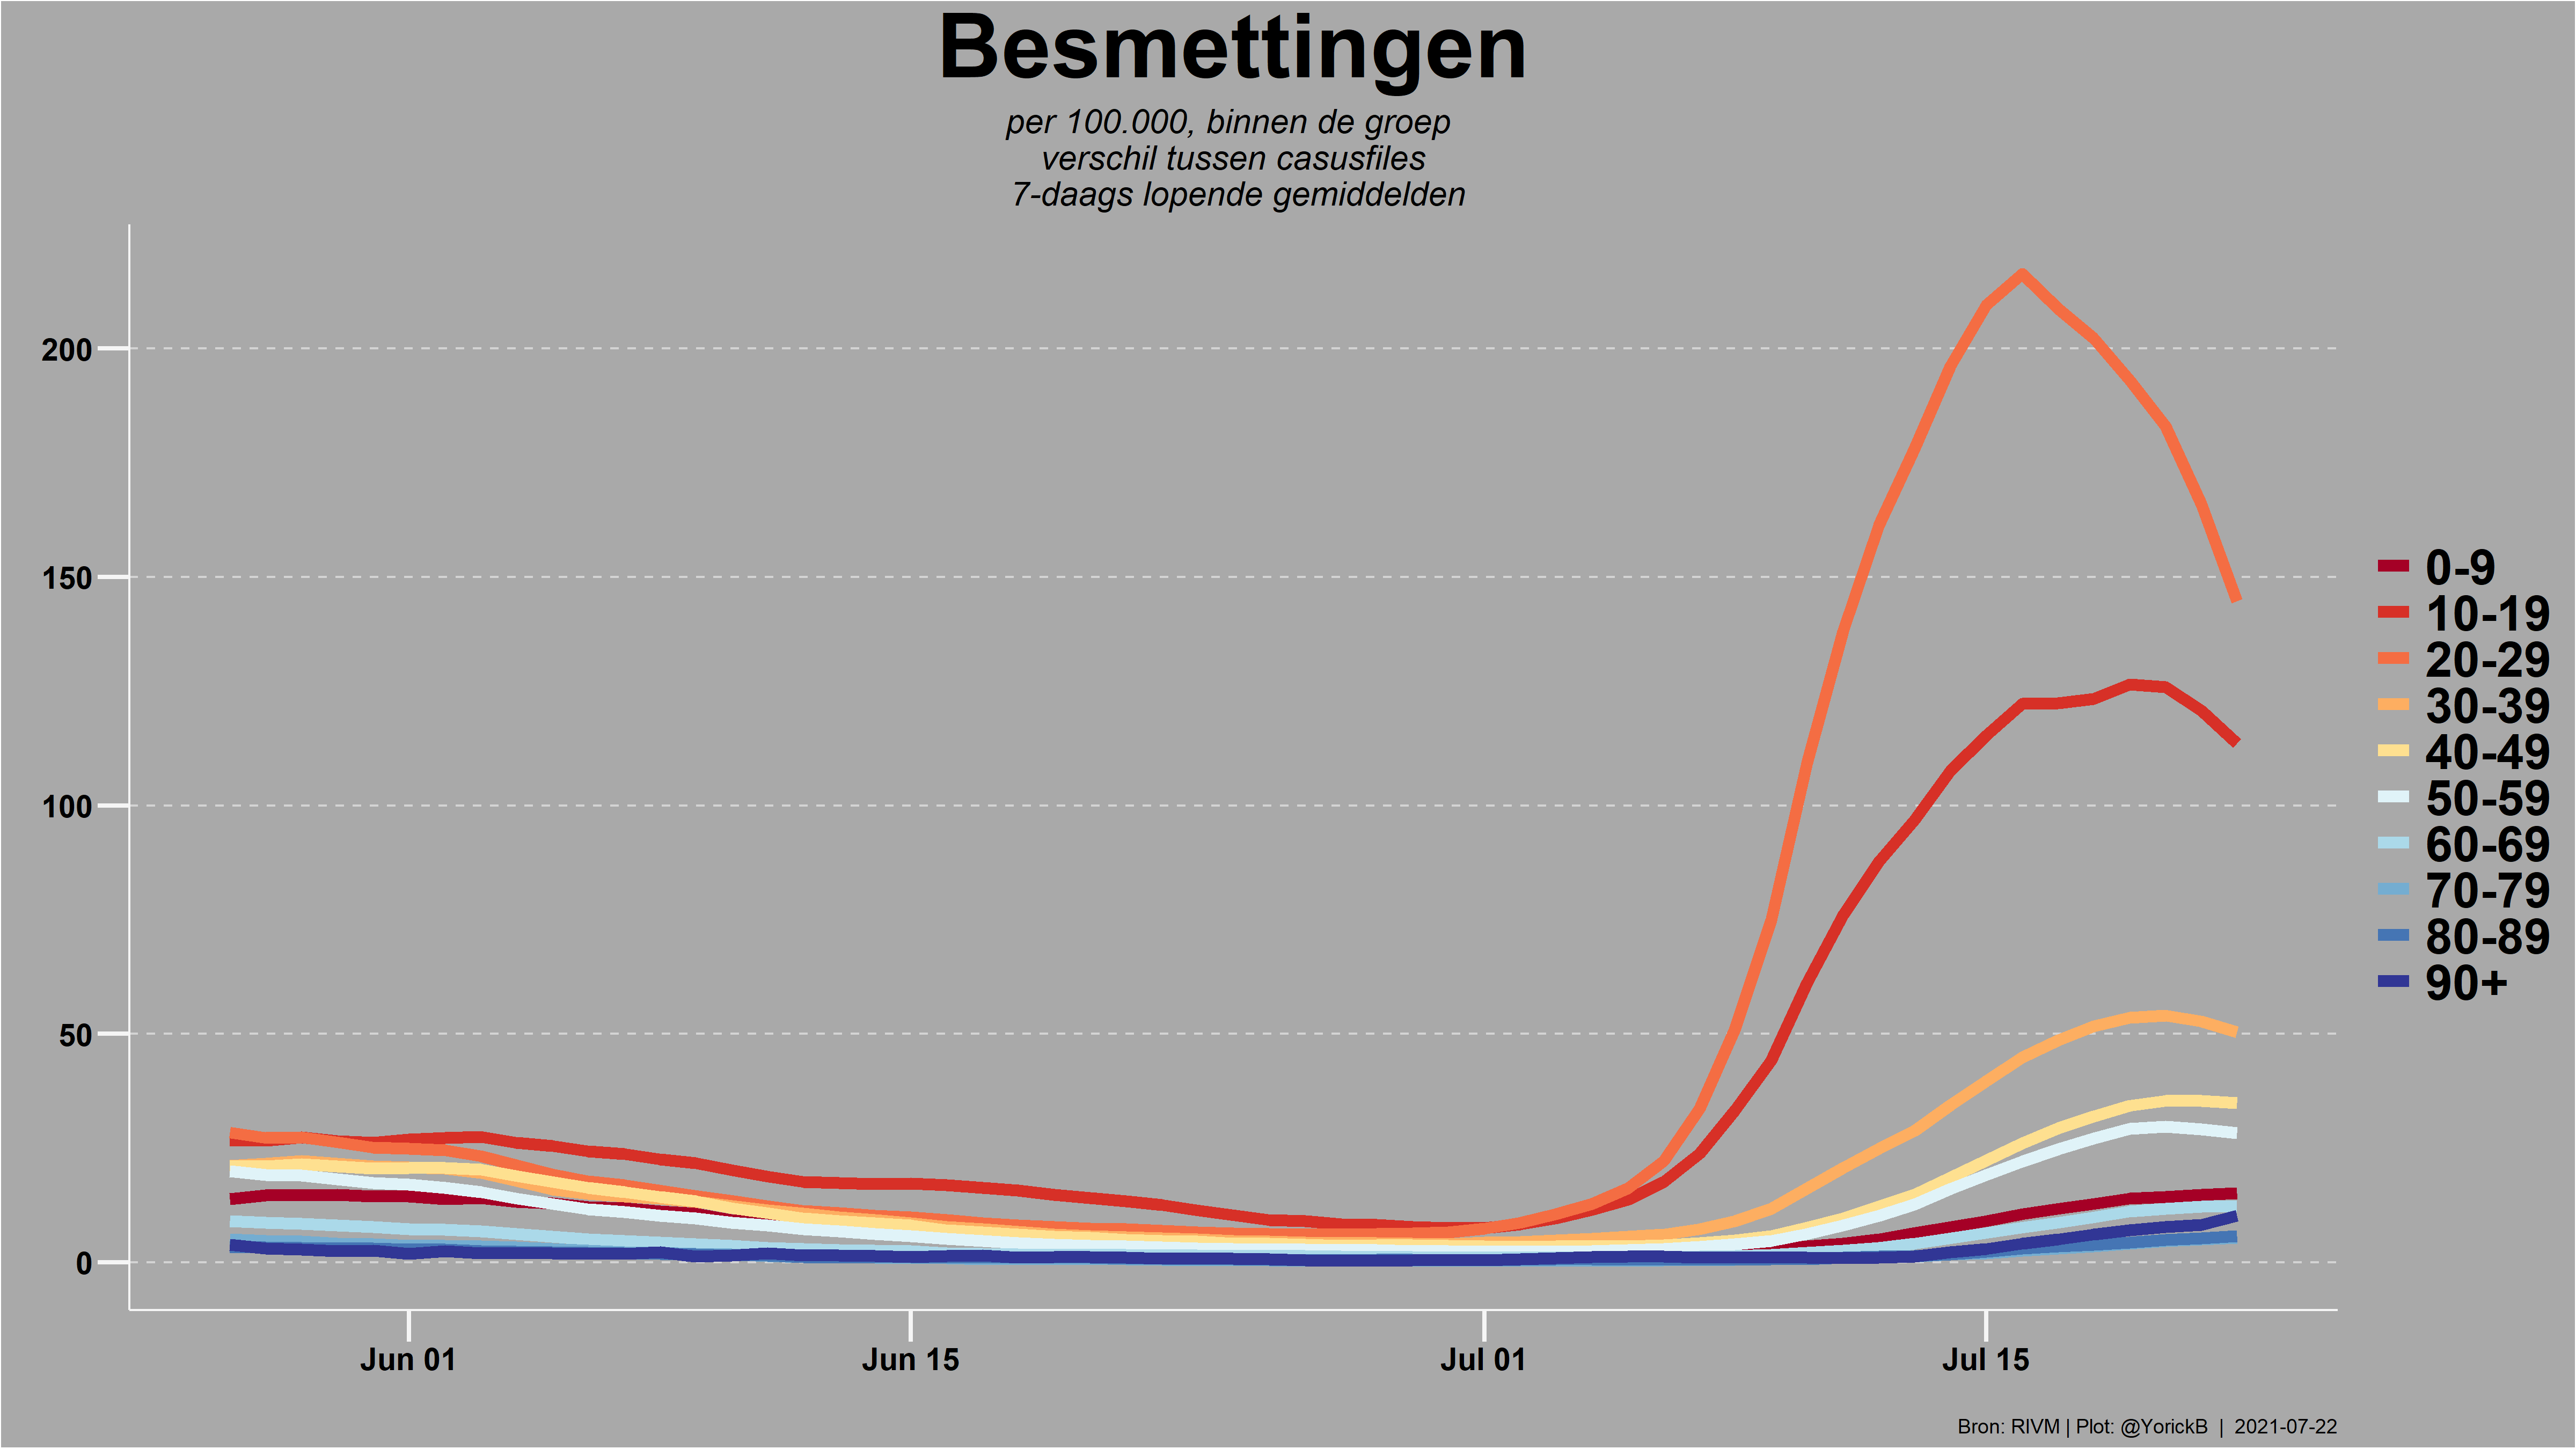 Besmettingen
per 100.000, binnen de groep
verschil tussen casusfiles
7-daags lopende gemiddelden
200
150
100
50
0
Jun 01
Jun 15
Jul 01
Jul 15
0-9
10-19
20-29
30-39
40-49
50-59
60-69
70-79
80-89
90+
Bron: RIVM | Plot: @YorickB | 2021-07-22